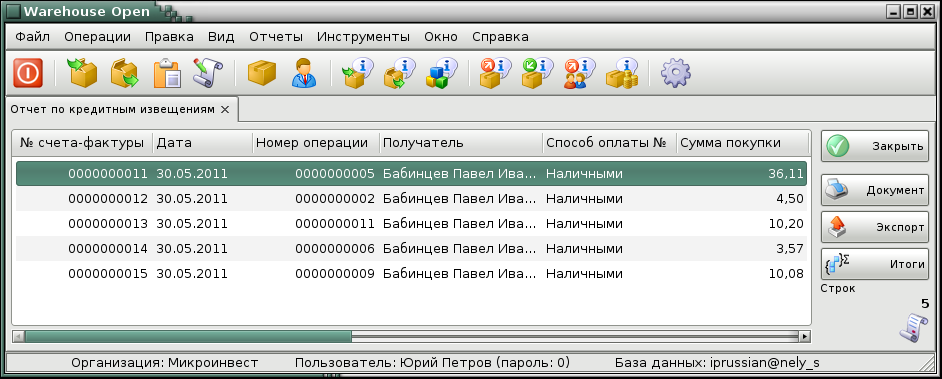 Warehouse Open
Файл Операции Правка Вид Отчеты Инструменты Окно Справка
Отчет по кредитным извещениям ×
№ счета-фактуры Дата Номер операции Получатель Способ оплаты № Сумма покупки
0000000011 30.05.2011 0000000005 Бабинцев Павел Ива... Наличными 36,11
0000000012 30.05.2011 0000000002 Бабинцев Павел Ива... Наличными 4,50
0000000013 30.05.2011 0000000011 Бабинцев Павел Ива... Наличными 10,20
0000000014 30.05.2011 0000000006 Бабинцев Павел Ива... Наличными 3,57
0000000015 30.05.2011 0000000009 Бабинцев Павел Ива... Наличными 10,08
Закрыть
Документ
Экспорт
Итоги
Строк
5
Организация: Микроинвест Пользователь: Юрий Петров (пароль: 0) База данных: iprussian@nely_s